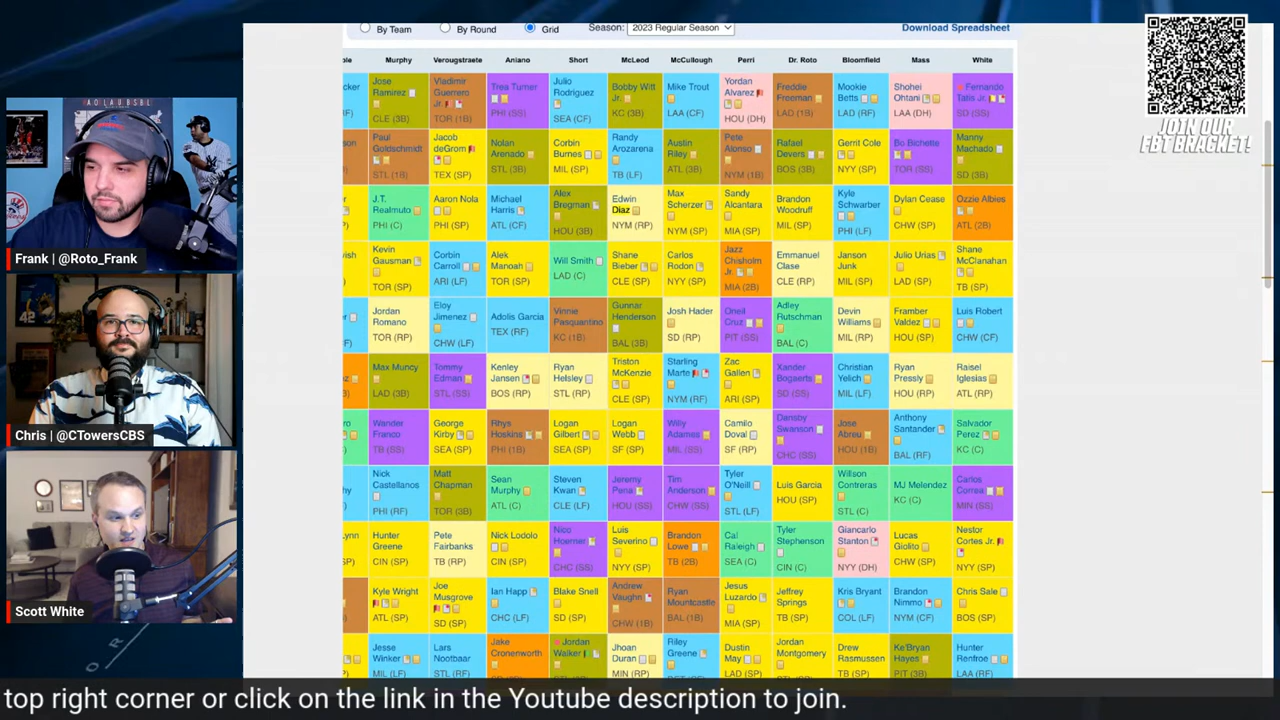 By Team By Round Grid Season: 2023 Regular Season Download Spreadsheet
Murphy Verougstraete Aniano Short McLeod McCullough Perri Dr. Roto Bloomfield Mass White
Jose Ramirez CLE (3B)
Vladimir Guerrero Jr. TOR (1B)
Trea Turner PHI (SS)
Julio Rodriguez SEA (CF)
Bobby Witt Jr. KC (3B)
Mike Trout LAA (CF)
Yordan Alvarez HOU (DH)
Freddie Freeman LAD (1B)
Mookie Betts LAD (RF)
Shohei Ohtani LAA (DH)
Fernando Tatis Jr. SD (SS)
Paul Goldschmidt STL (1B)
Jacob deGrom TEX (SP)
Nolan Arenado STL (3B)
Corbin Burnes MIL (SP)
Randy Arozarena TB (LF)
Austin Riley ATL (3B)
Pete Alonso NYM (1B)
Rafael Devers BOS (3B)
Gerrit Cole NYY (SP)
Bo Bichette TOR (SS)
Manny Machado SD (3B)
J.T. Realmuto PHI (C)
Aaron Nola PHI (SP)
Michael Harris ATL (CF)
Alex Bregman HOU (3B)
Edwin Diaz NYM (RP)
Max Scherzer NYM (SP)
Sandy Alcantara MIA (SP)
Brandon Woodruff MIL (SP)
Kyle Schwarber PHI (LF)
Dylan Cease CHW (SP)
Ozzie Albies ATL (2B)
Kevin Gausman TOR (SP)
Corbin Carroll ARI (LF)
Alek Manoah TOR (SP)
Will Smith LAD (C)
Shane Bieber CLE (SP)
Carlos Rodon NYY (SP)
Jazz Chisholm Jr. MIA (2B)
Emmanuel Clase CLE (RP)
Janson Junk MIL (SP)
Julio Urias LAD (SP)
Shane McClanahan TB (SP)
Jordan Romano TOR (RP)
Eloy Jimenez CHW (LF)
Adolis Garcia TEX (RF)
Vinnie Pasquantino KC (1B)
Gunnar Henderson BAL (3B)
Josh Hader SD (RP)
Oneil Cruz PIT (SS)
Adley Rutschman BAL (C)
Devin Williams MIL (RP)
Framber Valdez HOU (SP)
Luis Robert CHW (CF)
Max Muncy LAD (3B)
Tommy Edman STL (SS)
Kenley Jansen BOS (RP)
Ryan Helsley STL (RP)
Triston McKenzie CLE (SP)
Starling Marte NYM (RF)
Zac Gallen ARI (SP)
Xander Bogaerts SD (SS)
Christian Yelich MIL (LF)
Ryan Pressly HOU (RP)
Raisel Iglesias ATL (RP)
Wander Franco TB (SS)
George Kirby SEA (SP)
Rhys Hoskins PHI (1B)
Logan Gilbert SEA (SP)
Logan Webb SF (SP)
Willy Adames MIL (SS)
Camilo Doval SF (RP)
Dansby Swanson CHC (SS)
Jose Abreu HOU (1B)
Anthony Santander BAL (RF)
Salvador Perez KC (C)
Nick Castellanos PHI (RF)
Matt Chapman TOR (3B)
Sean Murphy ATL (C)
Steven Kwan CLE (LF)
Jeremy Pena HOU (SS)
Tim Anderson CHW (SS)
Tyler O'Neill STL (LF)
Luis Garcia HOU (SP)
Willson Contreras STL (C)
MJ Melendez KC (C)
Carlos Correa MIN (SS)
Hunter Greene CIN (SP)
Pete Fairbanks TB (RP)
Nick Lodolo CIN (SP)
Nico Hoerner CHC (SS)
Luis Severino NYY (SP)
Brandon Lowe TB (2B)
Cal Raleigh SEA (C)
Tyler Stephenson CIN (C)
Giancarlo Stanton NYY (DH)
Lucas Giolito CHW (SP)
Nestor Cortes Jr. NYY (SP)
Kyle Wright ATL (SP)
Joe Musgrove SD (SP)
Ian Happ CHC (LF)
Blake Snell SD (SP)
Andrew Vaughn CHW (1B)
Ryan Mountcastle BAL (1B)
Jesus Luzardo MIA (SP)
Jeffrey Springs TB (SP)
Kris Bryant COL (LF)
Brandon Nimmo NYM (CF)
Chris Sale BOS (SP)
Jesse Winker MIL (LF)
Lars Nootbaar STL (RF)
Jake Cronenworth
Jordan Walker
Jhoan Duran MIN (RP)
Riley Greene
Dustin May LAD (SP)
Jordan Montgomery
Drew Rasmussen TB (SP)
Ke'Bryan Hayes PIT (3B)
Hunter Renfroe LAA (RF)
Frank | @Roto_Frank
Chris | @CTowersCBS
Scott White
JOIN OUR
FBT BRACKET!
top right corner or click on the link in the Youtube description to join.